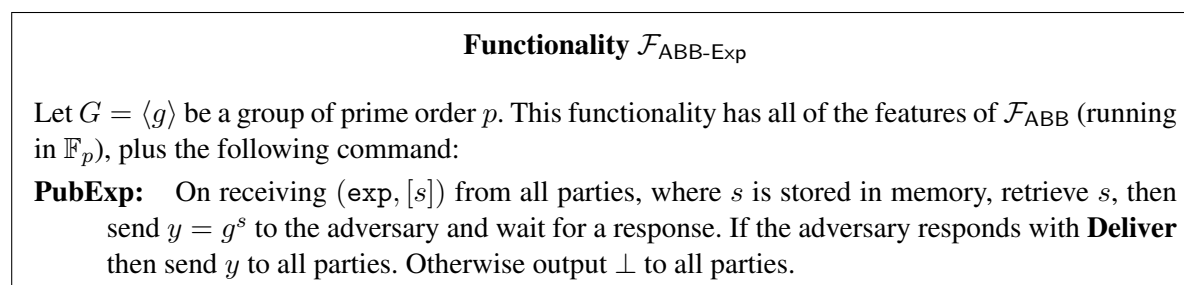 Functionality ℱ_ABB-Exp
Let G = ⟨g⟩ be a group of prime order p. This functionality has all of the features of ℱ_ABB (running
in 𝔽_p), plus the following command:
PubExp: On receiving (exp, [s]) from all parties, where s is stored in memory, retrieve s, then
send y = g^s to the adversary and wait for a response. If the adversary responds with Deliver
then send y to all parties. Otherwise output ⊥ to all parties.